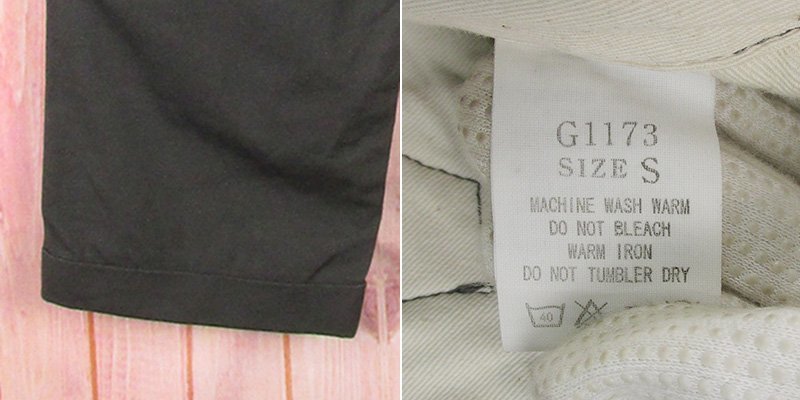 G1173
SIZE S
MACHINE WASH WARM
DO NOT BLEACH
WARM IRON
DO NOT TUMBLER DRY
40